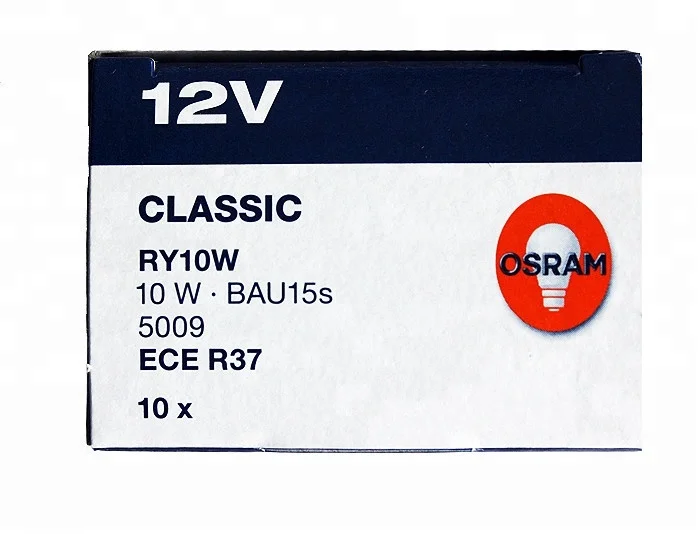 12V
CLASSIC
RY10W
10 W · BAU15s
5009
ECE R37
10 x
OSRAM